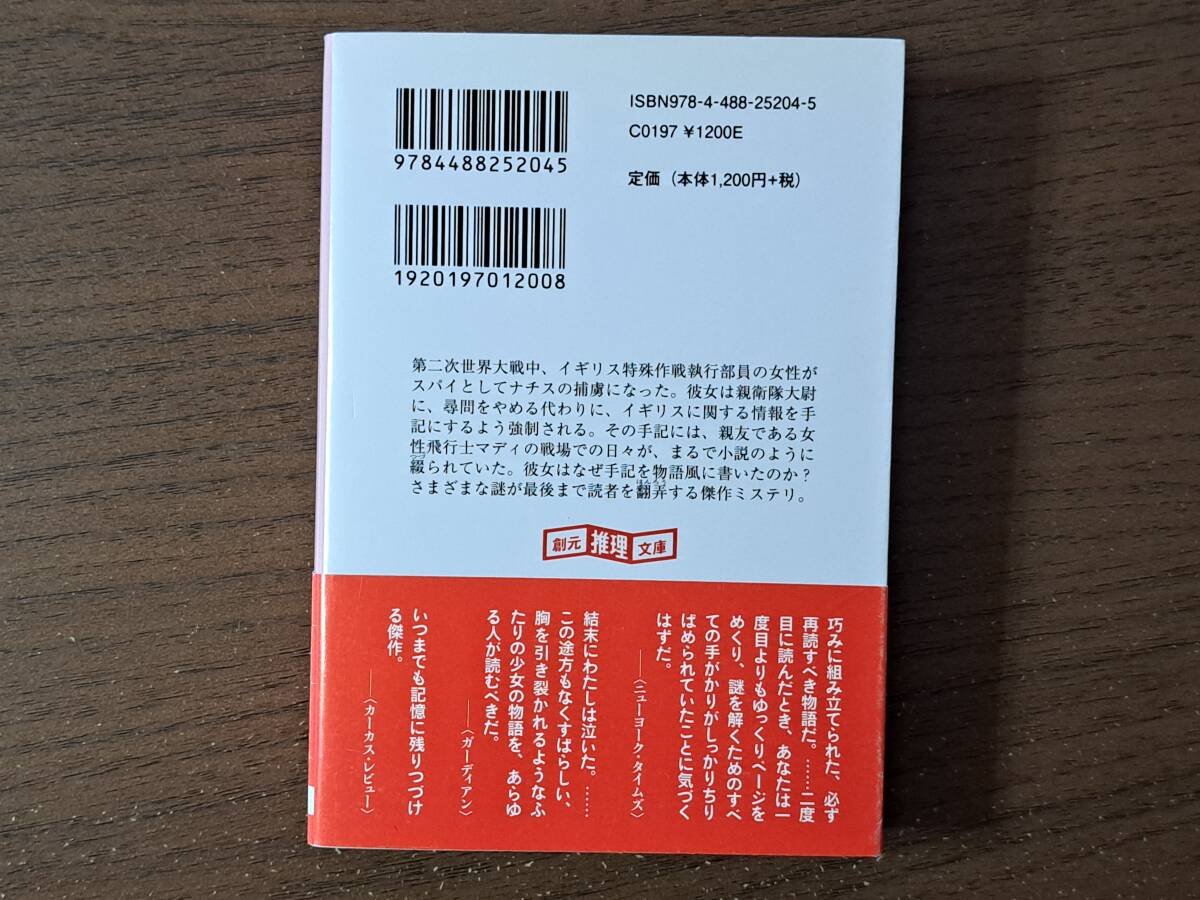 ISBN978-4-488-25204-5
C0197 ¥1200E
定価（本体1,200円+税）
9784488252045
1920197012008
第二次世界大戦中、イギリス特殊作戦執行部員の女性が
スパイとしてナチスの捕虜になった。彼女は親衛隊大尉
に、尋問をやめる代わりに、イギリスに関する情報を手
記にするよう強制される。その手記には、親友である女
性飛行士マディの戦場での日々が、まるで小説のように
綴られていた。彼女はなぜ手記を物語風に書いたのか？
さまざまな謎が最後まで読者を翻弄する傑作ミステリ。
創元推理文庫
巧みに組み立てられた、必ず
再読すべき物語だ。……二度
目に読んだとき、あなたは一
度目よりもゆっくりページを
めくり、謎を解くためのすべ
ての手がかりがしっかりちり
ばめられていたことに気づく
はずだ。
――〈ニューヨーク・タイムズ〉
結末にわたしは泣いた。……
この途方もなくすばらしい、
胸を引き裂かれるようなふ
たりの少女の物語を、あらゆ
る人が読むべきだ。
――〈ガーディアン〉
いつまでも記憶に残りつづけ
る傑作。
――〈カーカス・レビュー〉